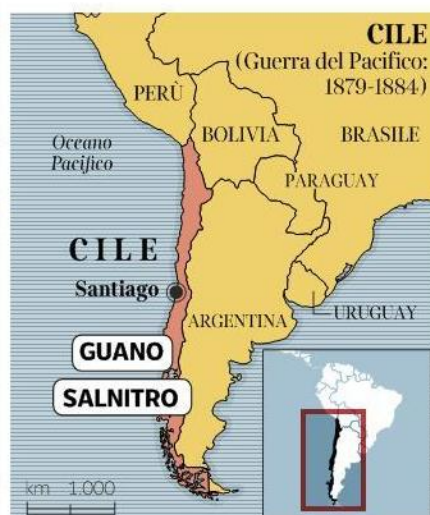 CILE
(Guerra del Pacifico:
1879-1884)
PERÙ
BOLIVIA
BRASILE
Oceano
Pacifico
PARAGUAY
CILE
Santiago
ARGENTINA
URUGUAY
GUANO
SALNITRO
km 1.000